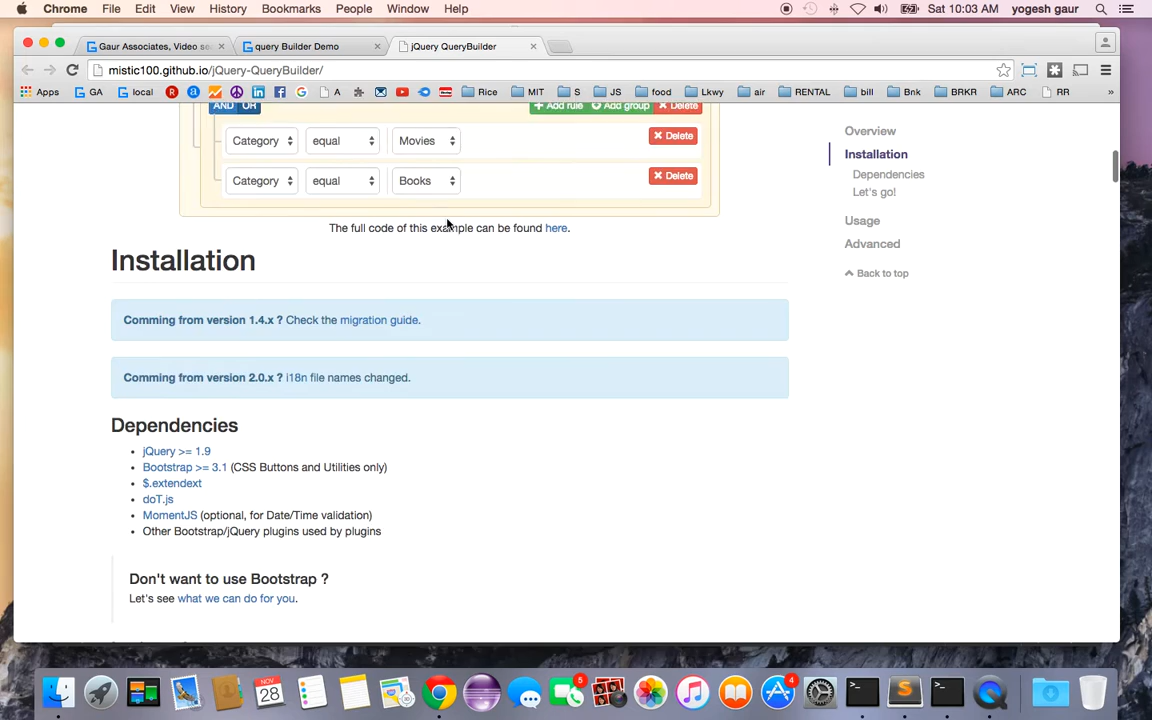 Chrome File Edit View History Bookmarks People Window Help Sat 10:03 AM yogesh gaur
Gaur Associates, Video se query Builder Demo jQuery QueryBuilder
mistic100.github.io/jQuery-QueryBuilder/
Apps GA local A Rice MIT S JS food Lkwy air RENTAL bill Bnk BRKR ARC RR »
AND OR Add rule Add group Delete
Category equal Movies Delete
Category equal Books Delete
The full code of this example can be found here.
Installation
Comming from version 1.4.x ? Check the migration guide.
Comming from version 2.0.x ? i18n file names changed.
Dependencies
jQuery >= 1.9
Bootstrap >= 3.1 (CSS Buttons and Utilities only)
$.extendext
doT.js
MomentJS (optional, for Date/Time validation)
Other Bootstrap/jQuery plugins used by plugins
Don't want to use Bootstrap ?
Let's see what we can do for you.
Overview
Installation
Dependencies
Let's go!
Usage
Advanced
Back to top
NOV
28
5
4